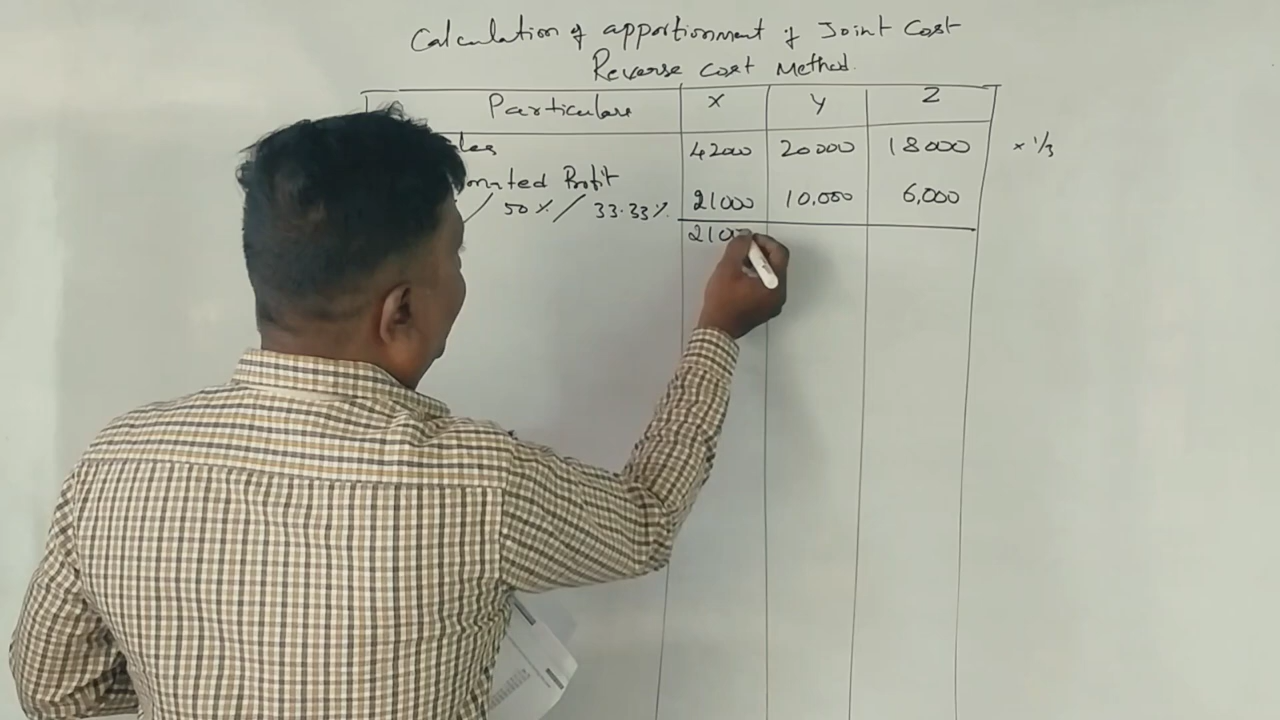 Calculation of apportionment of Joint Cost
Reverse Cost Method.
Particulars X Y Z
42000 20000 18000 × 1/3
Profit
/ 50% / 33.33% 21000 10,000 6,000